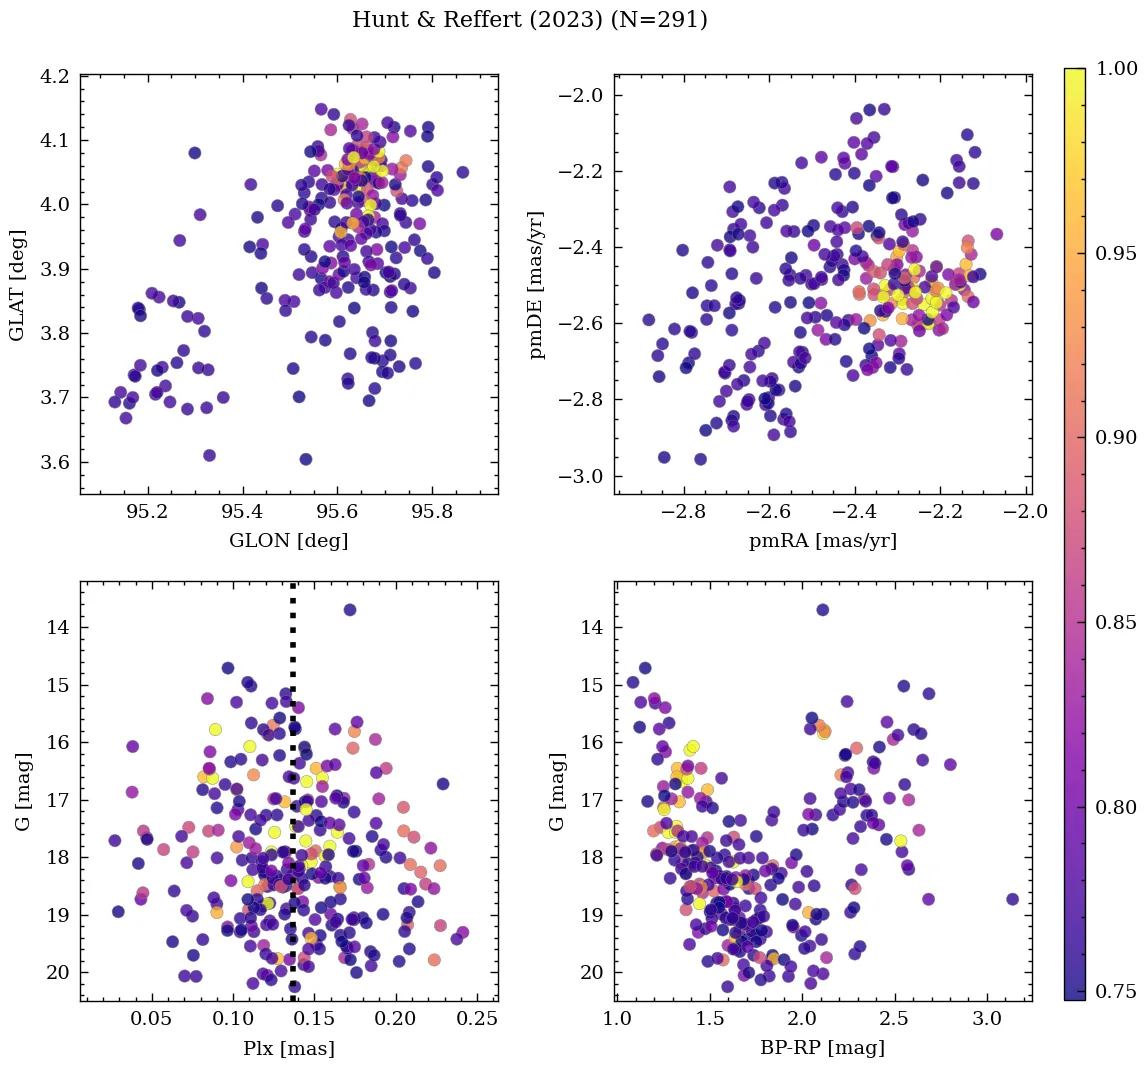 Hunt & Reffert (2023) (N=291)
4.2
4.1
4.0
3.9
3.8
3.7
3.6
GLAT [deg]
95.2 95.4 95.6 95.8
GLON [deg]
−2.0
−2.2
−2.4
−2.6
−2.8
−3.0
pmDE [mas/yr]
−2.8 −2.6 −2.4 −2.2 −2.0
pmRA [mas/yr]
14
15
16
17
18
19
20
G [mag]
0.05 0.10 0.15 0.20 0.25
Plx [mas]
14
15
16
17
18
19
20
G [mag]
1.0 1.5 2.0 2.5 3.0
BP-RP [mag]
1.00
0.95
0.90
0.85
0.80
0.75